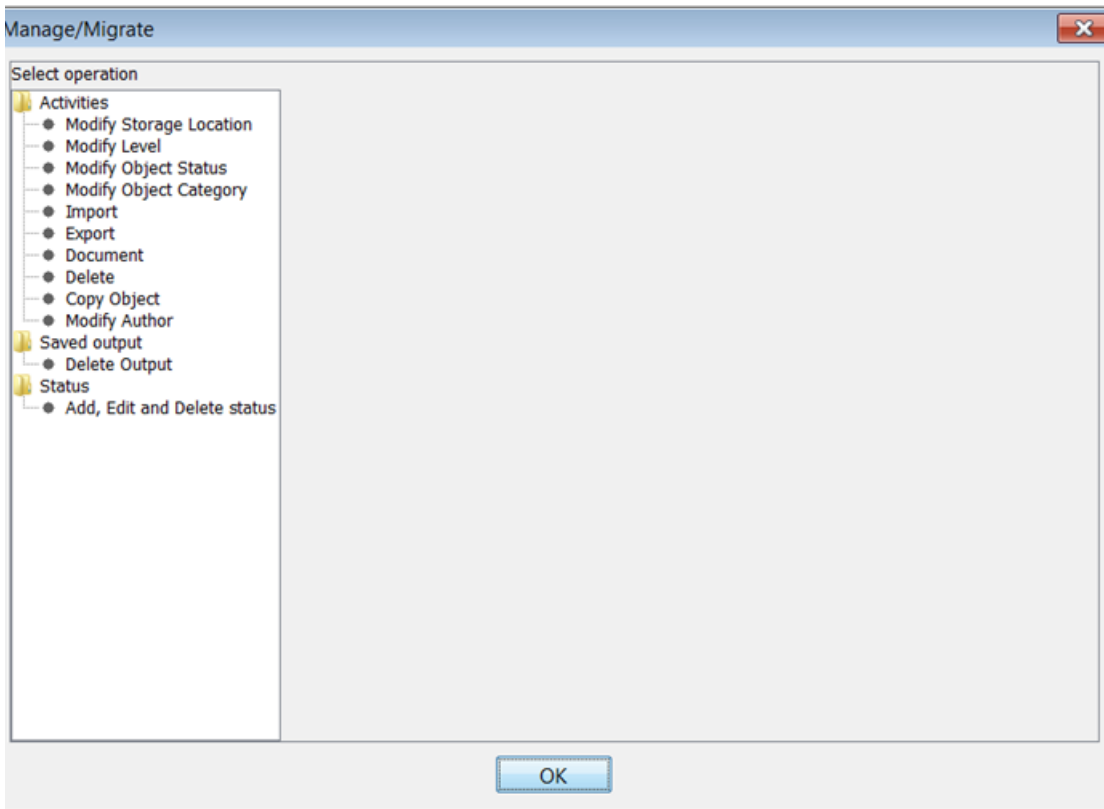 Manage/Migrate
Select operation
Activities
Modify Storage Location
Modify Level
Modify Object Status
Modify Object Category
Import
Export
Document
Delete
Copy Object
Modify Author
Saved output
Delete Output
Status
Add, Edit and Delete status
OK